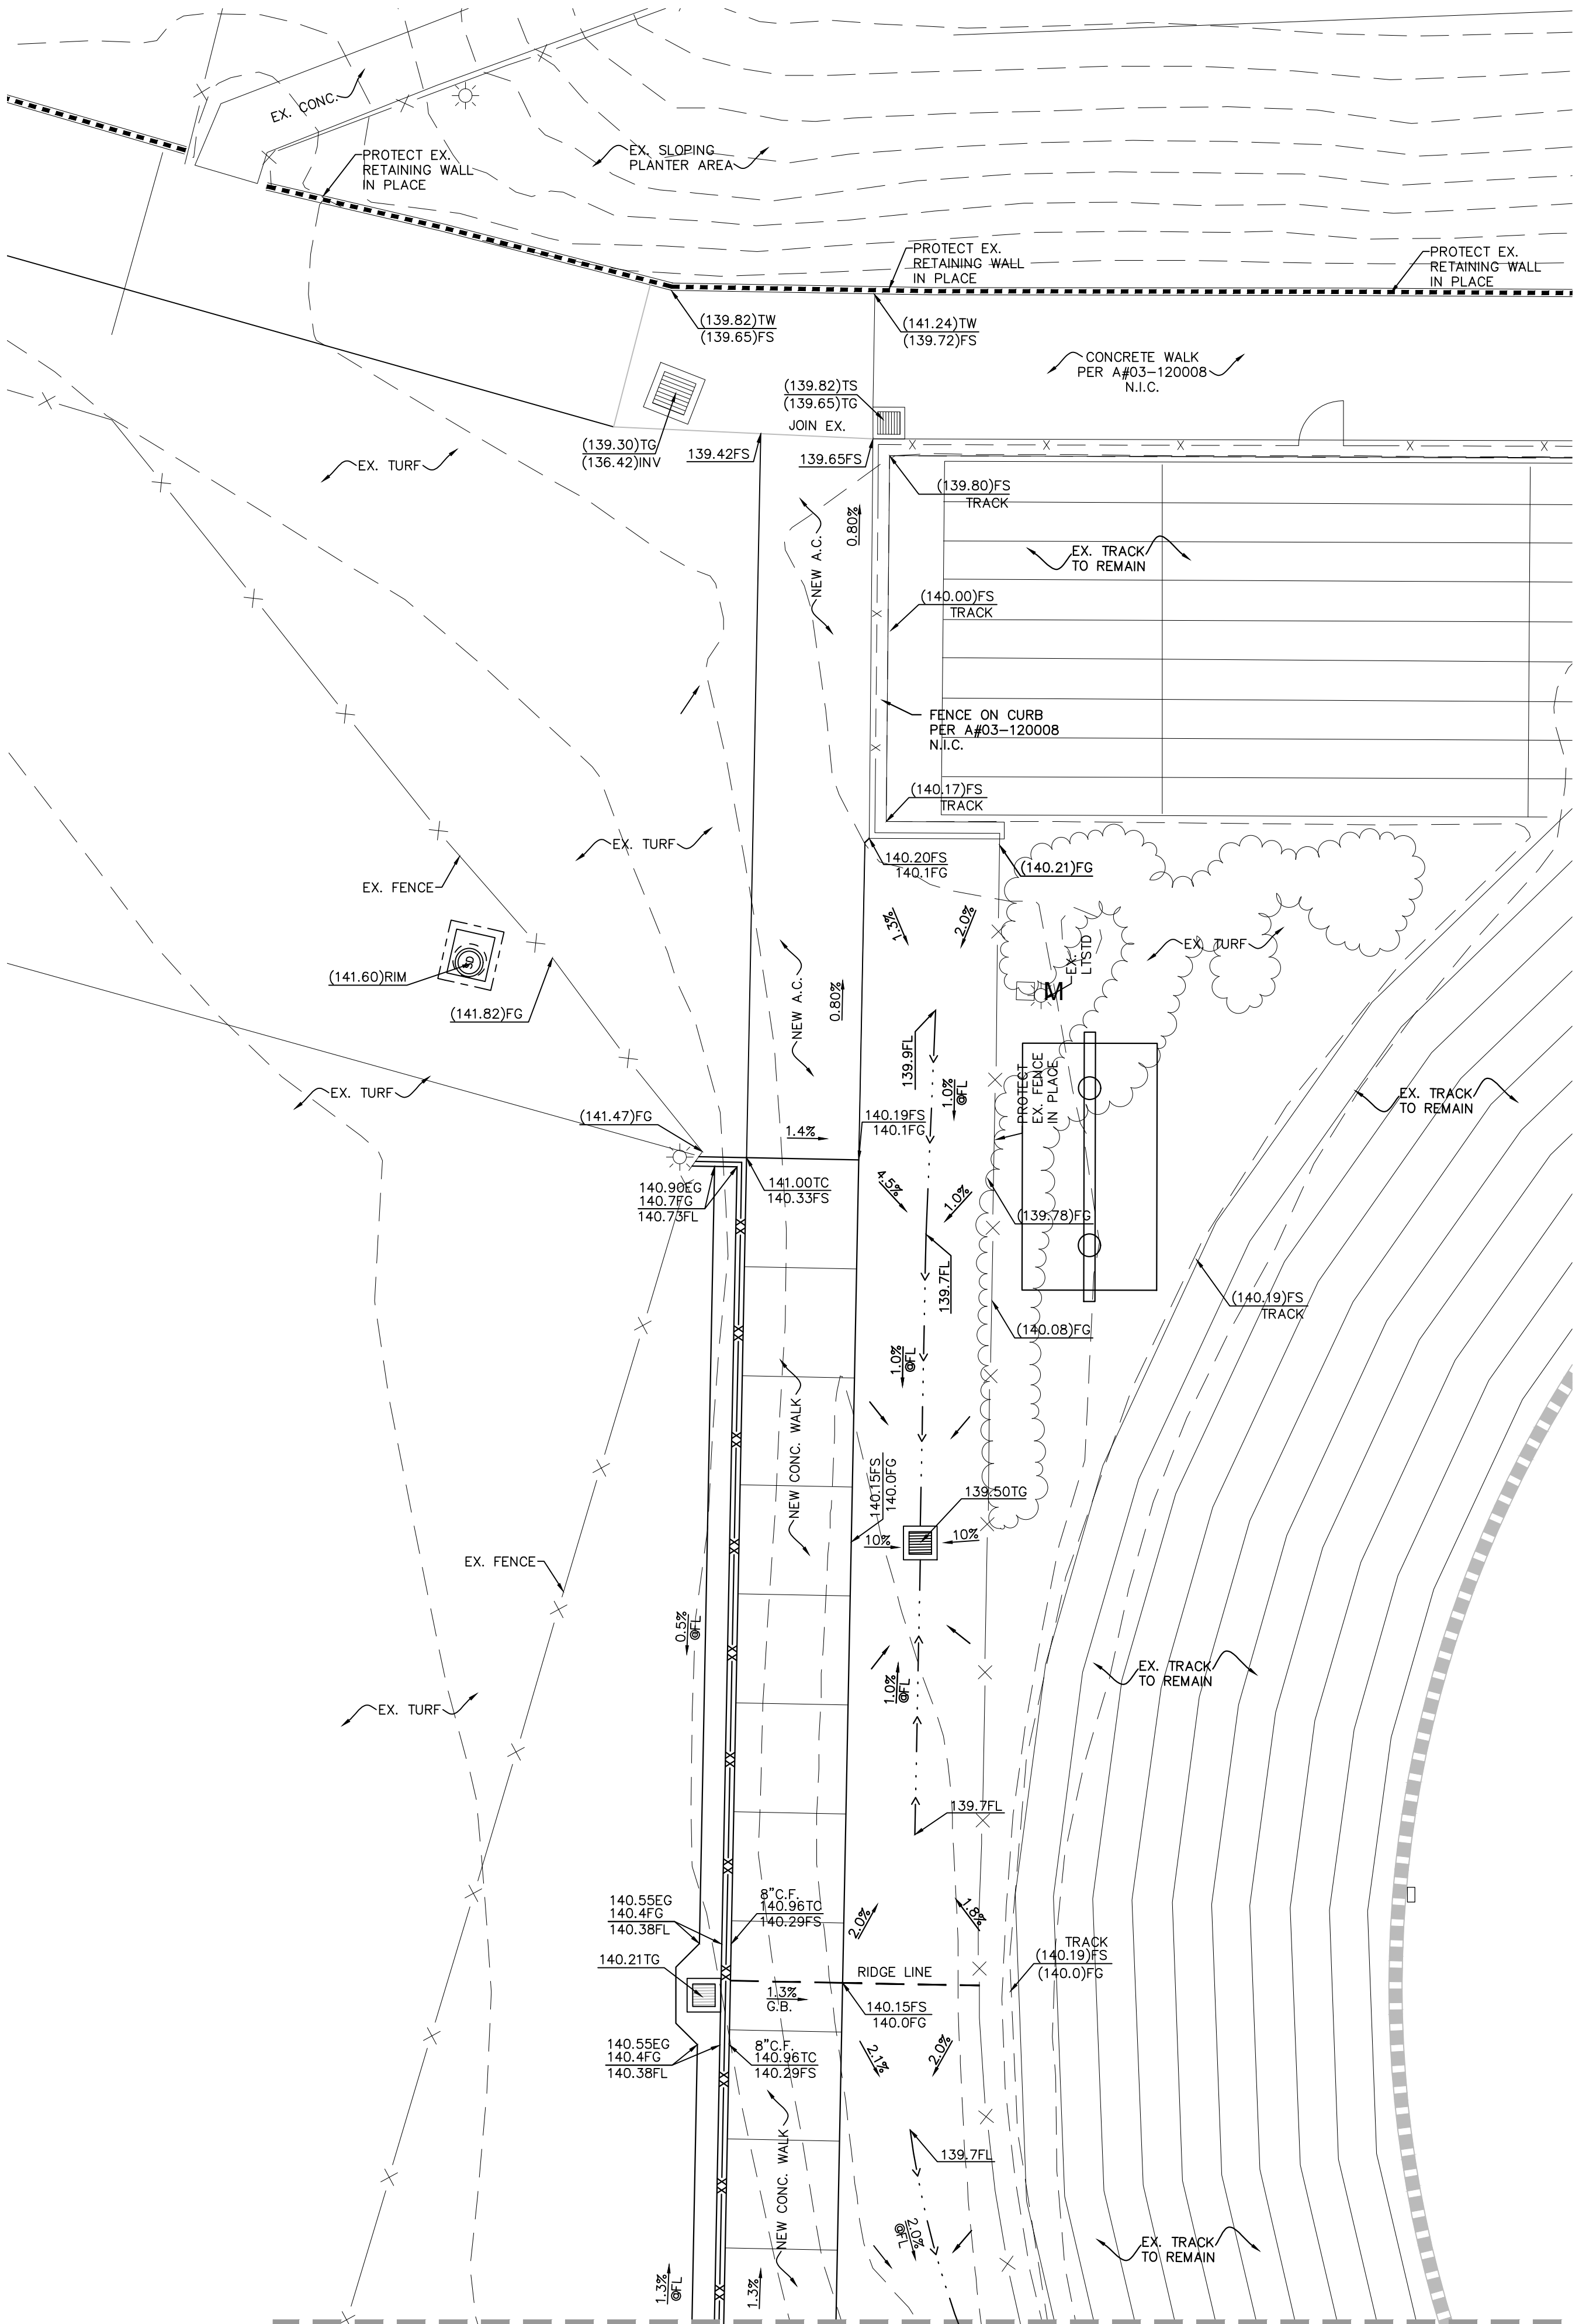 EX. CONC.
PROTECT EX.
RETAINING WALL
IN PLACE
EX. SLOPING
PLANTER AREA
PROTECT EX.
RETAINING WALL
IN PLACE
PROTECT EX.
RETAINING WALL
IN PLACE
(139.82)TW
(139.65)FS
(141.24)TW
(139.72)FS
CONCRETE WALK
PER A#03-120008
N.I.C.
(139.82)TS
(139.65)TG
JOIN EX.
(139.30)TG
(136.42)INV
139.42FS
139.65FS
EX. TURF
(139.80)FS
TRACK
0.80%
NEW A.C.
EX. TRACK
TO REMAIN
(140.00)FS
TRACK
FENCE ON CURB
PER A#03-120008
N.I.C.
(140.17)FS
TRACK
EX. TURF
140.20FS
140.1FG
(140.21)FG
EX. FENCE
1.3%
2.0%
EX.
LTSTD
EX. TURF
SD
(141.60)RIM
(141.82)FG
NEW A.C.
0.80%
M
139.9FL
1.0%
@FL
PROTECT
EX. FENCE
IN PLACE
EX. TURF
EX. TRACK
TO REMAIN
(141.47)FG
1.4%
140.19FS
140.1FG
140.90EG
140.7FG
140.73FL
141.00TC
140.33FS
4.5%
1.0%
(139.78)FG
139.7FL
(140.19)FS
TRACK
(140.08)FG
1.0%
@FL
NEW CONC. WALK
140.15FS
140.0FG
139.50TG
10%
10%
EX. FENCE
0.5%
@FL
1.0%
@FL
EX. TRACK
TO REMAIN
EX. TURF
139.7FL
140.55EG
140.4FG
140.38FL
8"C.F.
140.96TC
140.29FS
2.0%
1.8%
TRACK
(140.19)FS
(140.0)FG
140.21TG
RIDGE LINE
1.3%
G.B.
140.15FS
140.0FG
140.55EG
140.4FG
140.38FL
8"C.F.
140.96TC
140.29FS
2.1%
2.0%
NEW CONC. WALK
139.7FL
2.0%
@FL
EX. TRACK
TO REMAIN
1.3%
@FL
1.3%